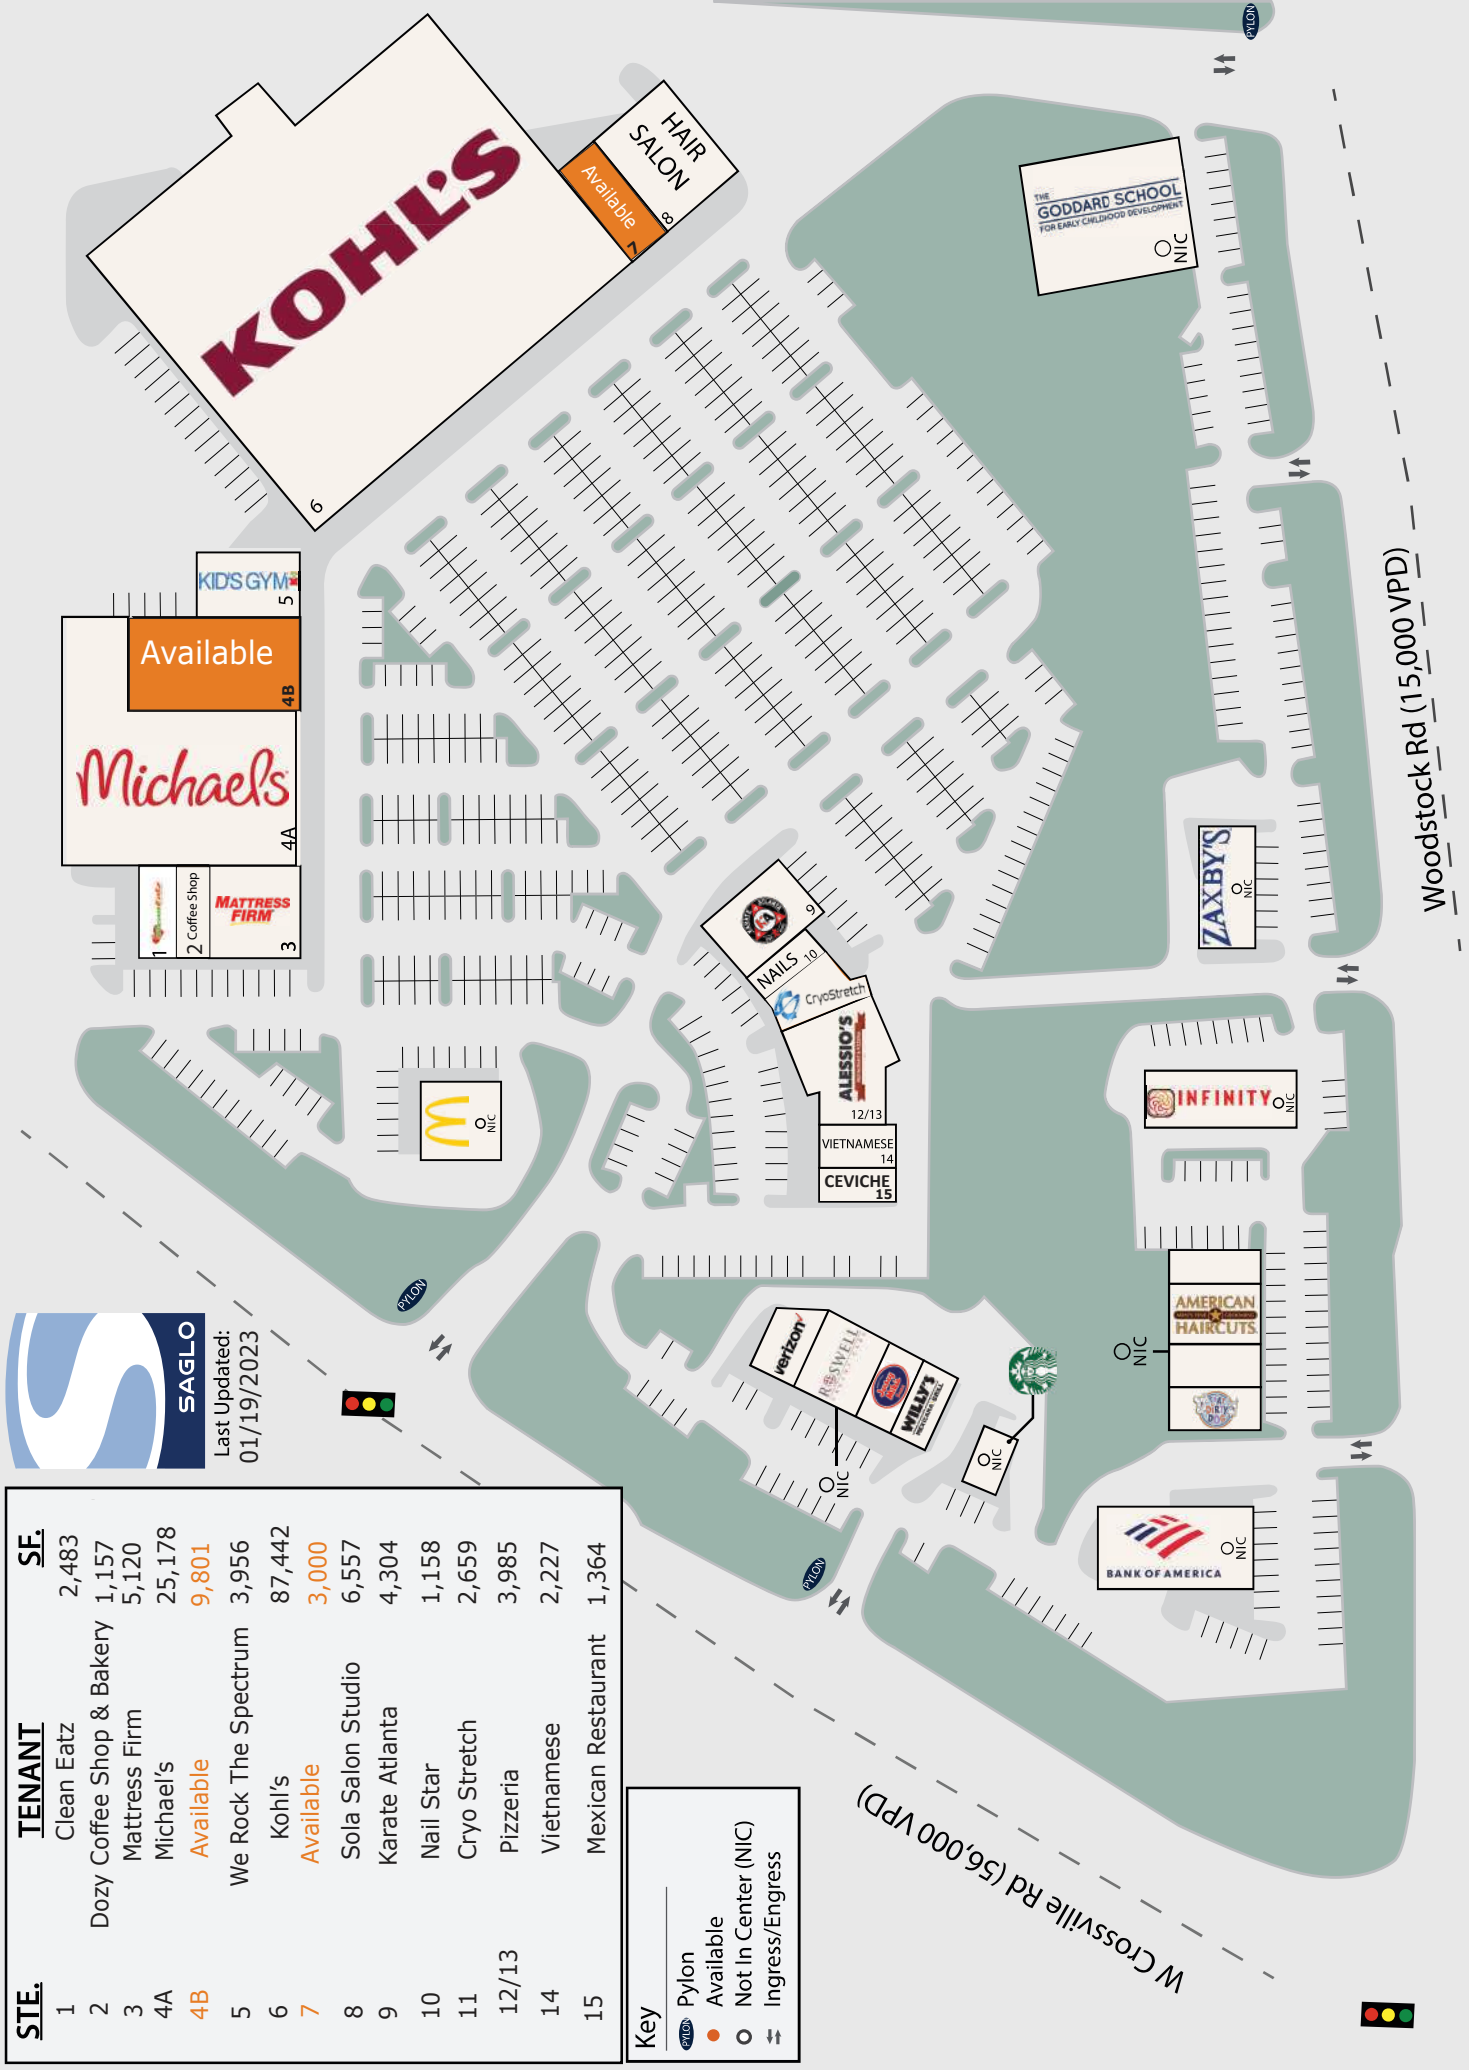 STE. TENANT SF.
1 Clean Eatz 2,483
2 Dozy Coffee Shop & Bakery 1,157
3 Mattress Firm 5,120
4A Michael's 25,178
4B Available 9,801
5 We Rock The Spectrum 3,956
6 Kohl's 87,442
7 Available 3,000
8 Sola Salon Studio 6,557
9 Karate Atlanta 4,304
10 Nail Star 1,158
11 Cryo Stretch 2,659
12/13 Pizzeria 3,985
14 Vietnamese 2,227
15 Mexican Restaurant 1,364
Key
PYLON Pylon
Available
Not In Center (NIC)
Ingress/Engress
SAGLO
Last Updated:
01/19/2023
1
2 Coffee Shop
MATTRESS
FIRM
3
Michaels
4A
Available
4B
KID'S GYM
5
KOHL'S
6
Available
7
HAIR
SALON
8
9
NAILS 10
CryoStretch
ALESSIO'S
12/13
VIETNAMESE
14
CEVICHE
15
NIC
PYLON
verizon
ROSWELL
WILLY'S
MEXICANA GRILL
NIC
NIC
PYLON
BANK OF AMERICA
NIC
AMERICAN
HAIRCUTS
NIC
DIRTY
DOG
INFINITY
NIC
ZAXBY'S
NIC
THE
GODDARD SCHOOL
FOR EARLY CHILDHOOD DEVELOPMENT
NIC
PYLON
Woodstock Rd (15,000 VPD)
W Crossville Rd (56,000 VPD)